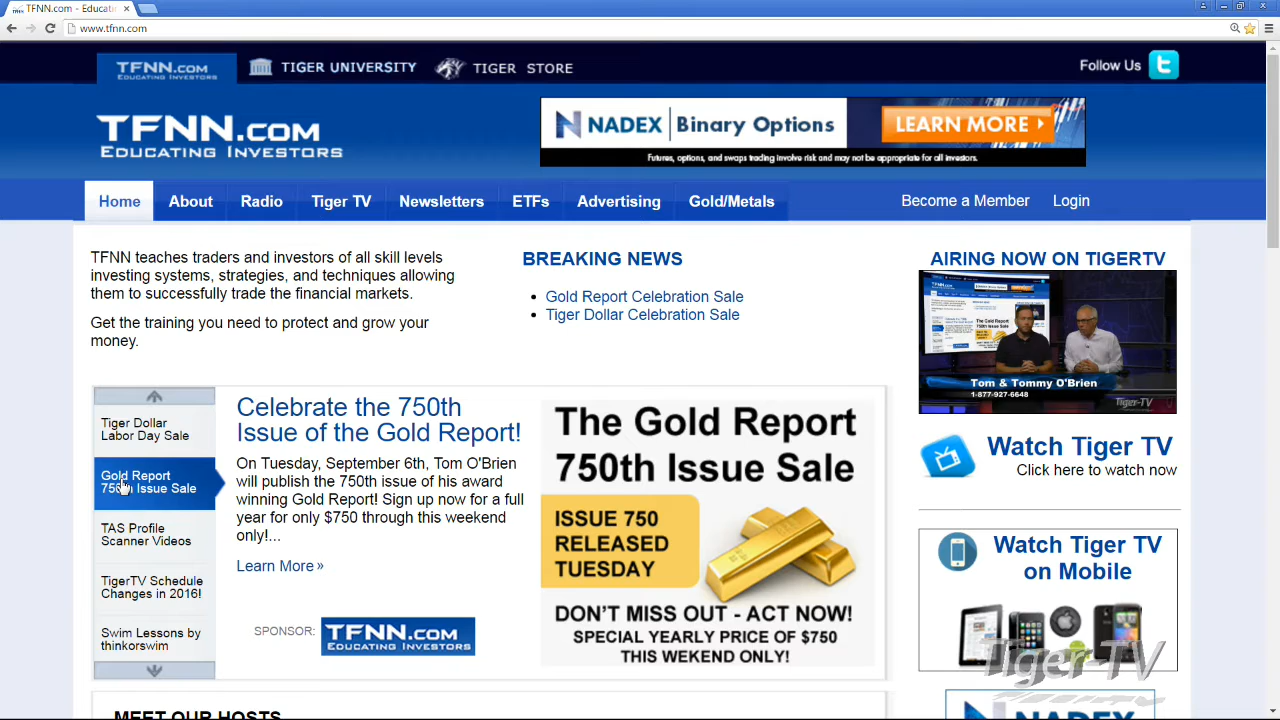 TFNN.com - Educati
www.tfnn.com
TFNN.COM
EDUCATING INVESTORS
TIGER UNIVERSITY
TIGER STORE
Follow Us
TFNN.COM
EDUCATING INVESTORS
NADEX Binary Options
LEARN MORE
Futures, options, and swaps trading involve risk and may not be appropriate for all investors.
Home
About
Radio
Tiger TV
Newsletters
ETFs
Advertising
Gold/Metals
Become a Member
Login
TFNN teaches traders and investors of all skill levels
investing systems, strategies, and techniques allowing
them to successfully trade the financial markets.
Get the training you need to protect and grow your
money.
BREAKING NEWS
• Gold Report Celebration Sale
• Tiger Dollar Celebration Sale
AIRING NOW ON TIGERTV
Tom & Tommy O'Brien
1-877-927-6648
Tiger-TV
Watch Tiger TV
Click here to watch now
Watch Tiger TV
on Mobile
Tiger Dollar
Labor Day Sale
Gold Report
750th Issue Sale
TAS Profile
Scanner Videos
TigerTV Schedule
Changes in 2016!
Swim Lessons by
thinkorswim
Celebrate the 750th
Issue of the Gold Report!
On Tuesday, September 6th, Tom O'Brien
will publish the 750th issue of his award
winning Gold Report! Sign up now for a full
year for only $750 through this weekend
only!...
Learn More »
SPONSOR:
TFNN.COM
EDUCATING INVESTORS
The Gold Report
750th Issue Sale
ISSUE 750
RELEASED
TUESDAY
DON'T MISS OUT - ACT NOW!
SPECIAL YEARLY PRICE OF $750
THIS WEKEND ONLY!
Tiger-TV
MEET OUR HOSTS
NADEX